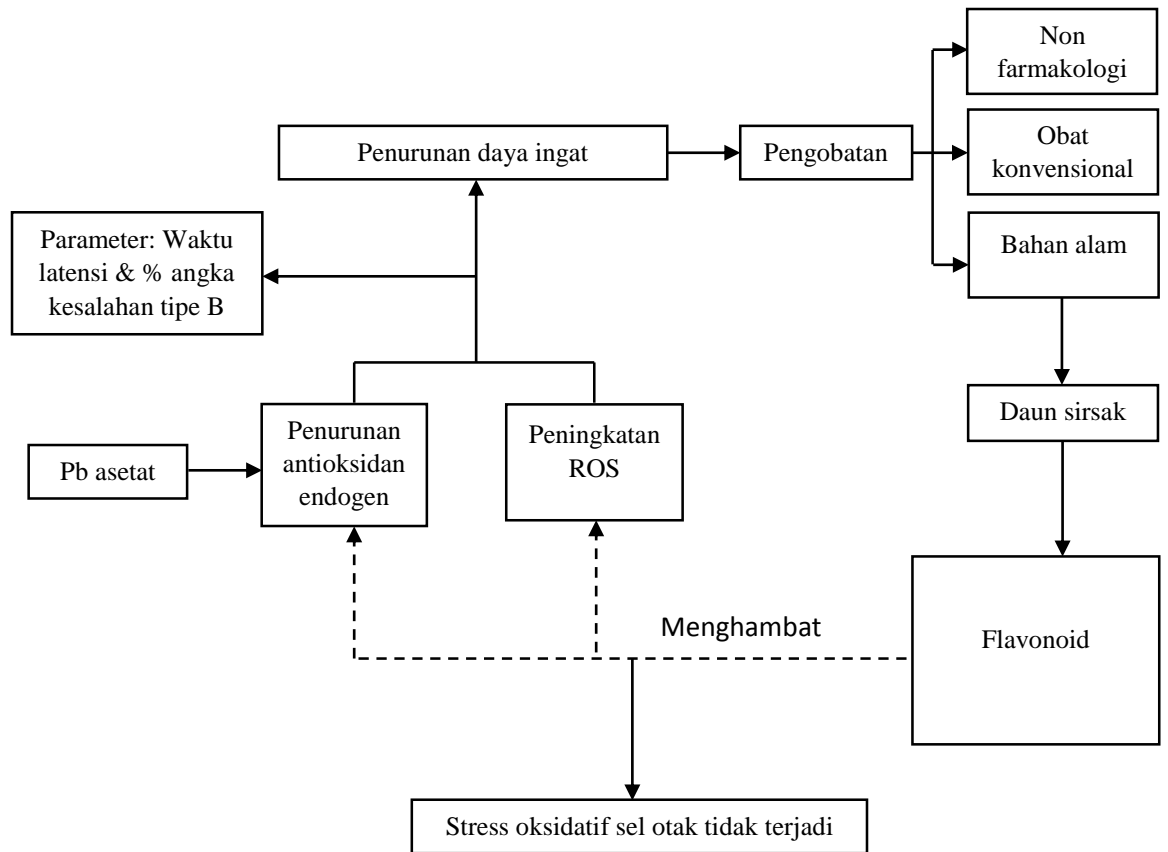 Non
farmakologi
Penurunan daya ingat
Pengobatan
Obat
konvensional
Parameter: Waktu
latensi & % angka
kesalahan tipe B
Bahan alam
Daun sirsak
Pb asetat
Penurunan
antioksidan
endogen
Peningkatan
ROS
Menghambat
Flavonoid
Stress oksidatif sel otak tidak terjadi